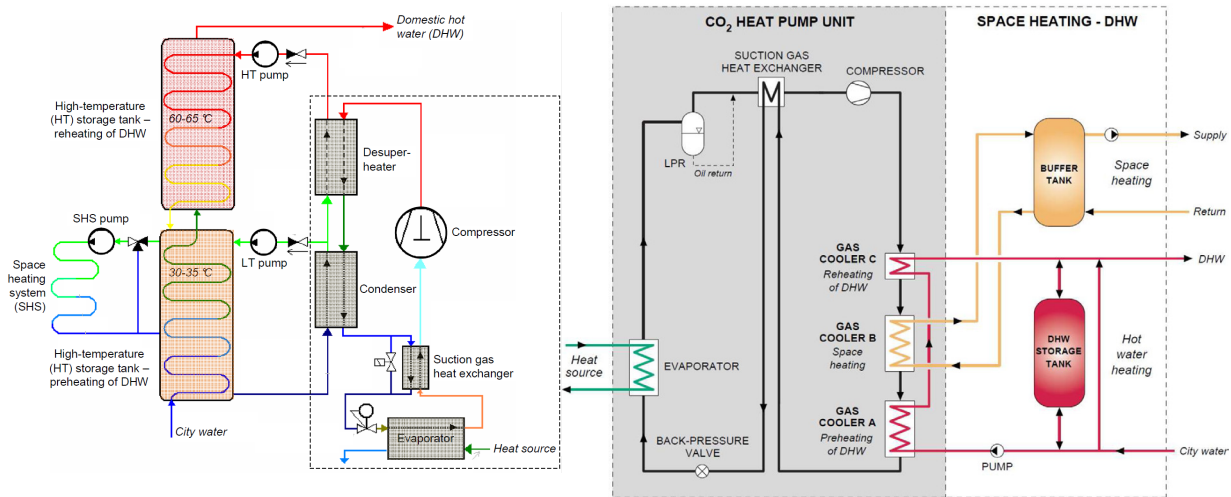 Domestic hot
water (DHW)
HT pump
High-temperature
(HT) storage tank –
reheating of DHW
60-65 °C
Desuper-
heater
SHS pump
Compressor
LT pump
30-35 °C
Space
heating
system
(SHS)
Condenser
High-temperature
(HT) storage tank –
preheating of DHW
Suction gas
heat exchanger
City water
Evaporator
Heat source
CO2 HEAT PUMP UNIT
SPACE HEATING - DHW
SUCTION GAS
HEAT EXCHANGER
COMPRESSOR
LPR
Oil return
Supply
BUFFER
TANK
Space
heating
Return
GAS
COOLER C
Reheating
of DHW
DHW
GAS
COOLER B
Space
heating
DHW
STORAGE
TANK
Hot
water
heating
Heat
source
EVAPORATOR
GAS
COOLER A
Preheating
of DHW
BACK-PRESSURE
VALVE
PUMP
City water